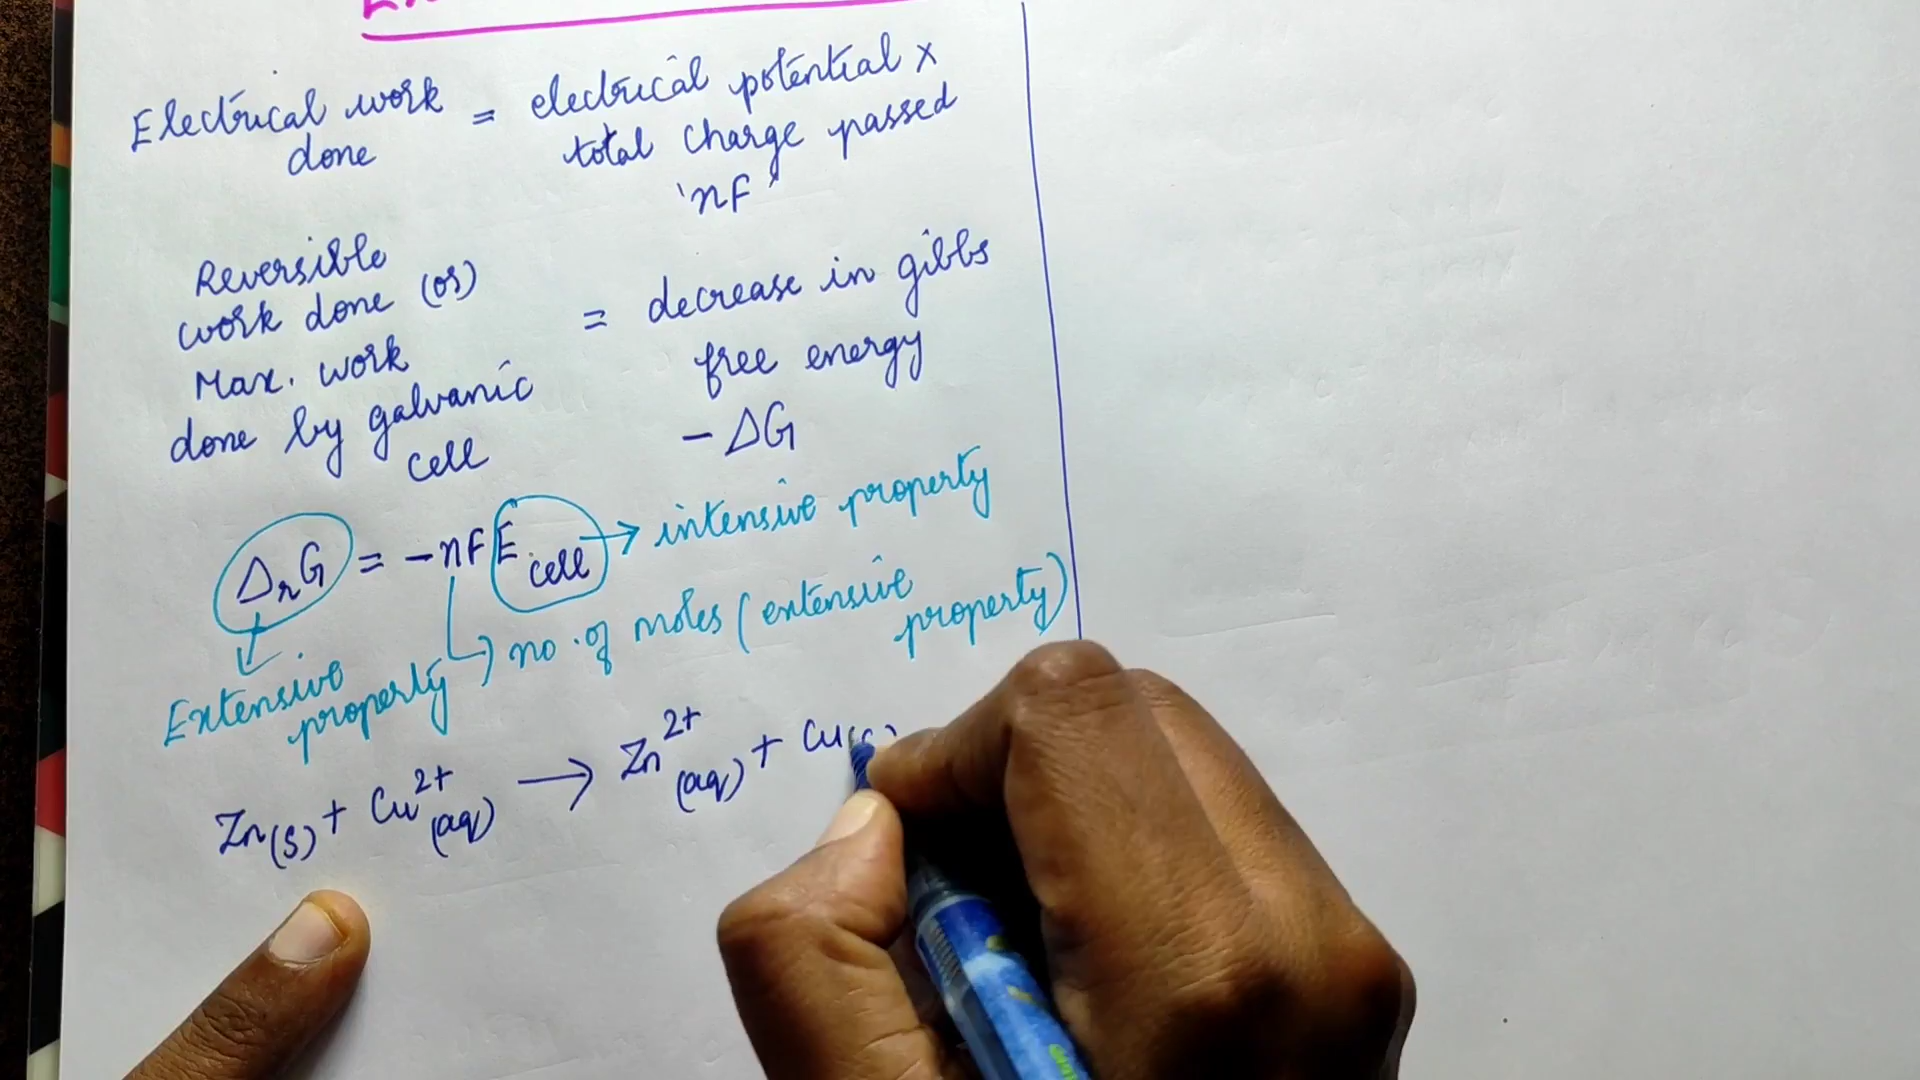 Electrical work = electrical potential ×
done total charge passed
'nF'
Reversible
work done (or)
Max. work = decrease in gibbs
done by galvanic free energy
cell - ΔG
ΔrG = -nFEcell → intensive property
no. of moles (extensive
property)
Extensive
property
Zn(s) + Cu²⁺(aq) → Zn²⁺(aq) + Cu(s)